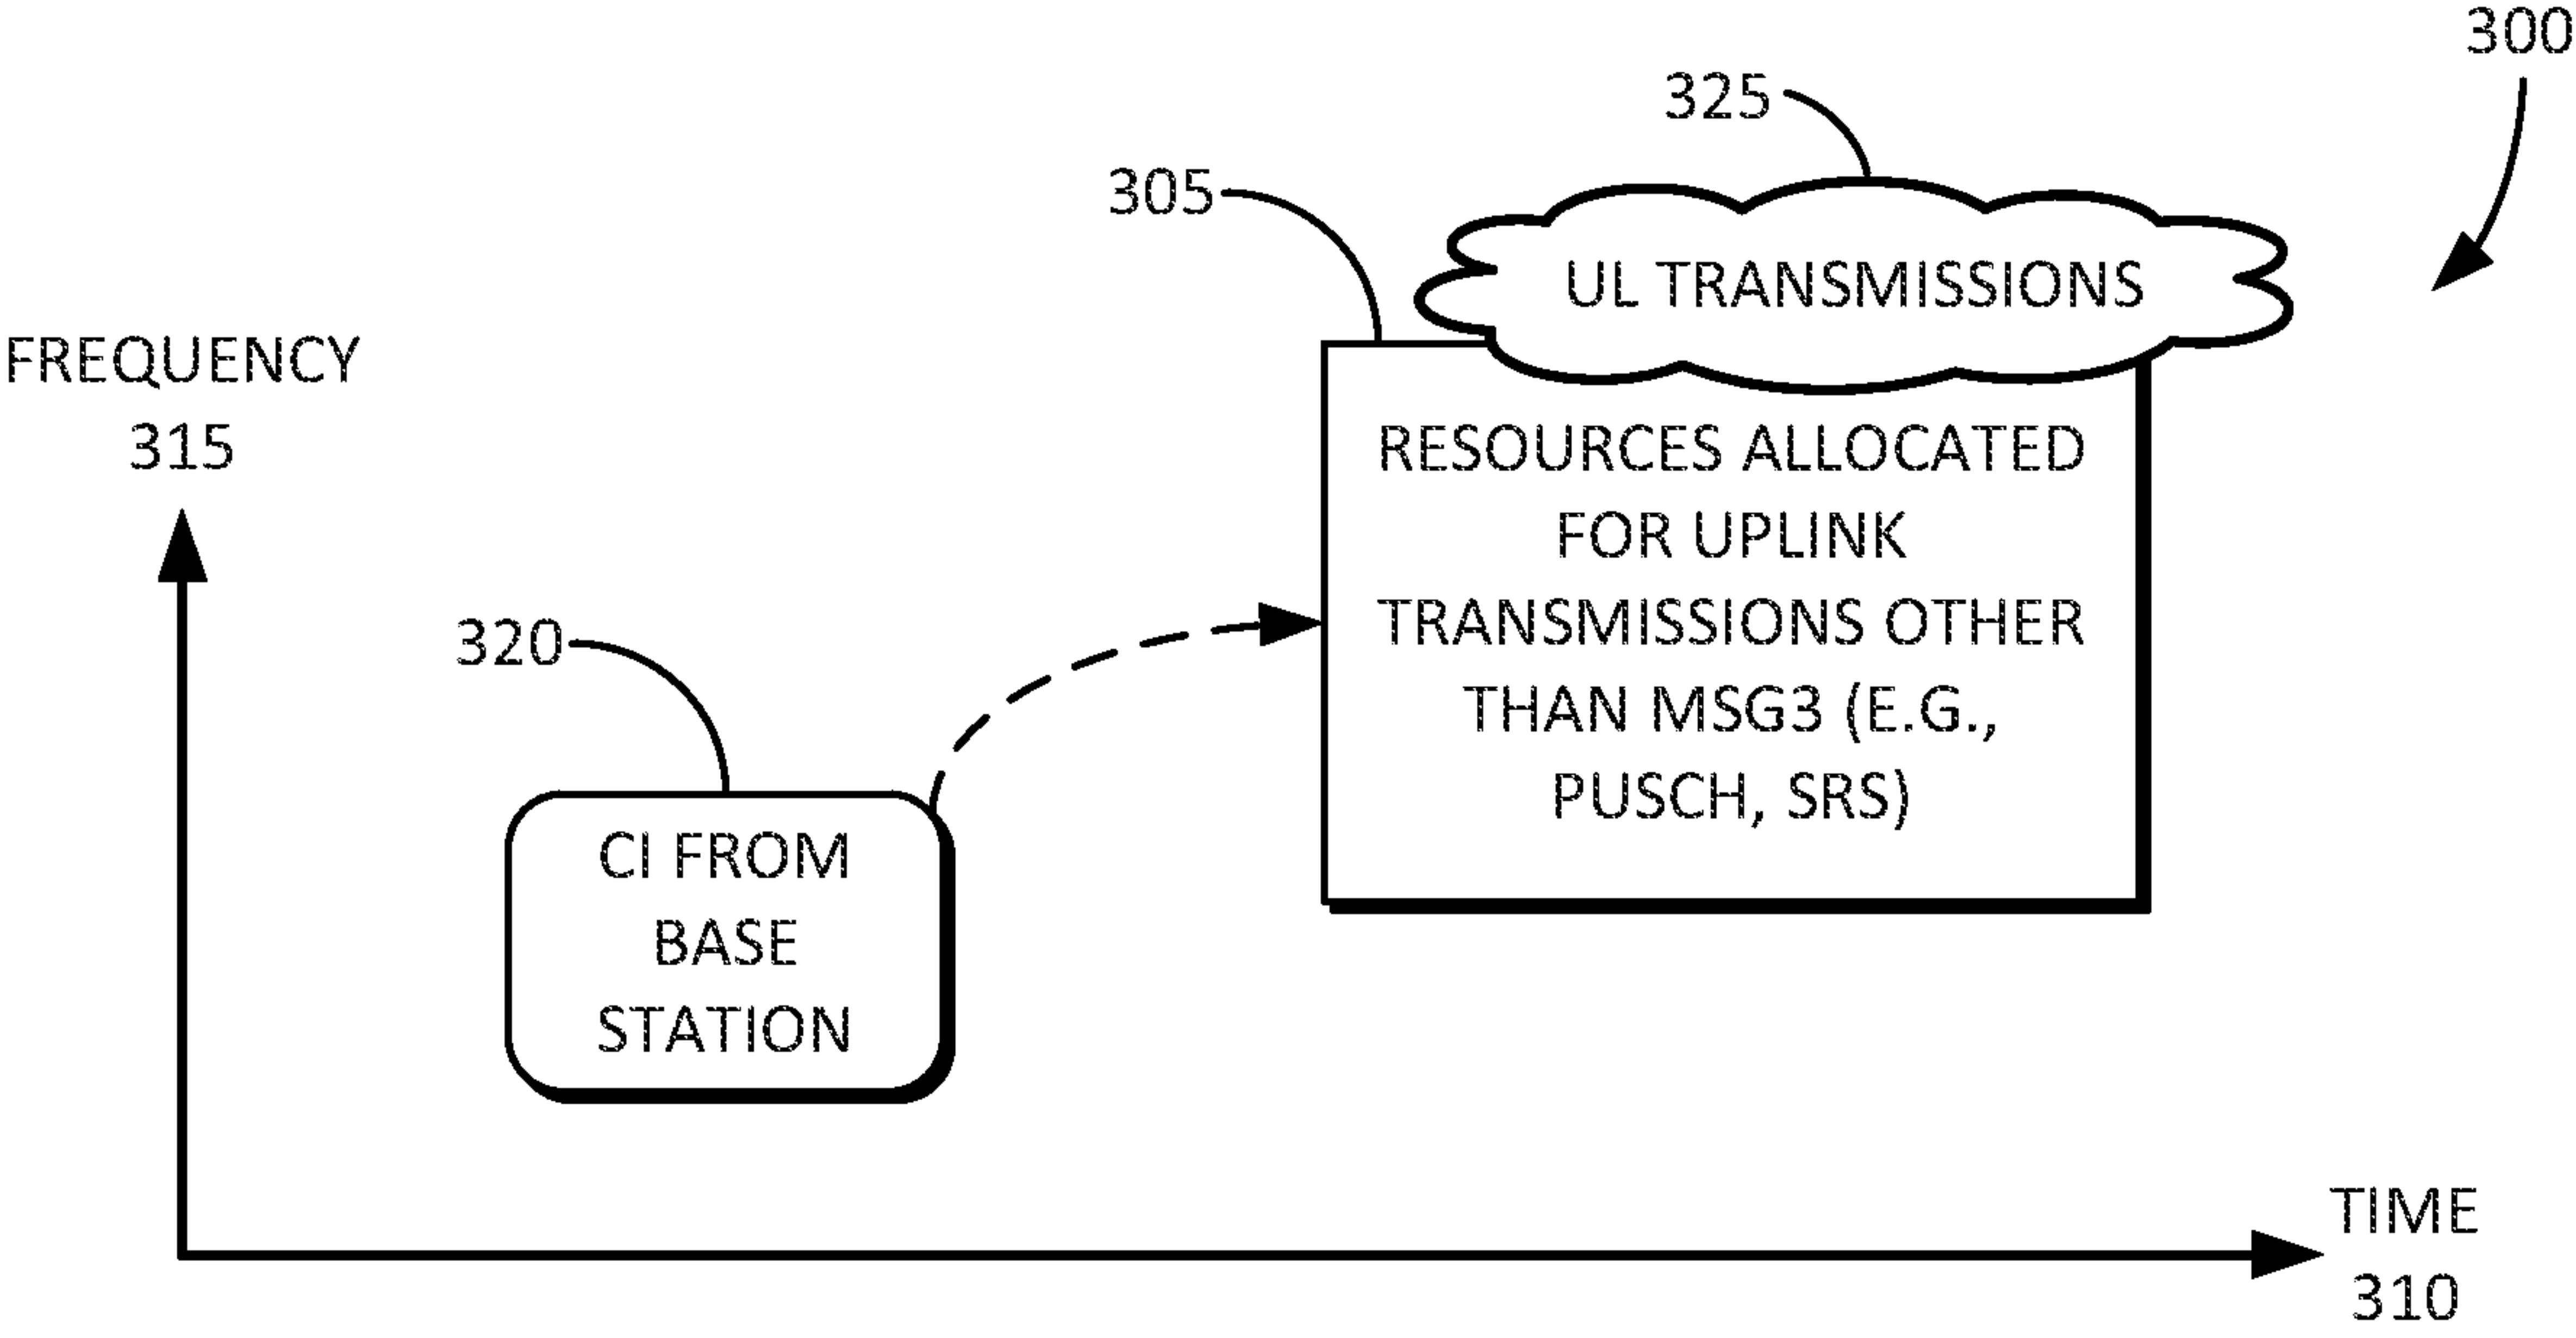 300
325
305
UL TRANSMISSIONS
FREQUENCY
315
RESOURCES ALLOCATED
FOR UPLINK
TRANSMISSIONS OTHER
THAN MSG3 (E.G.,
PUSCH, SRS)
320
CI FROM
BASE
STATION
TIME
310